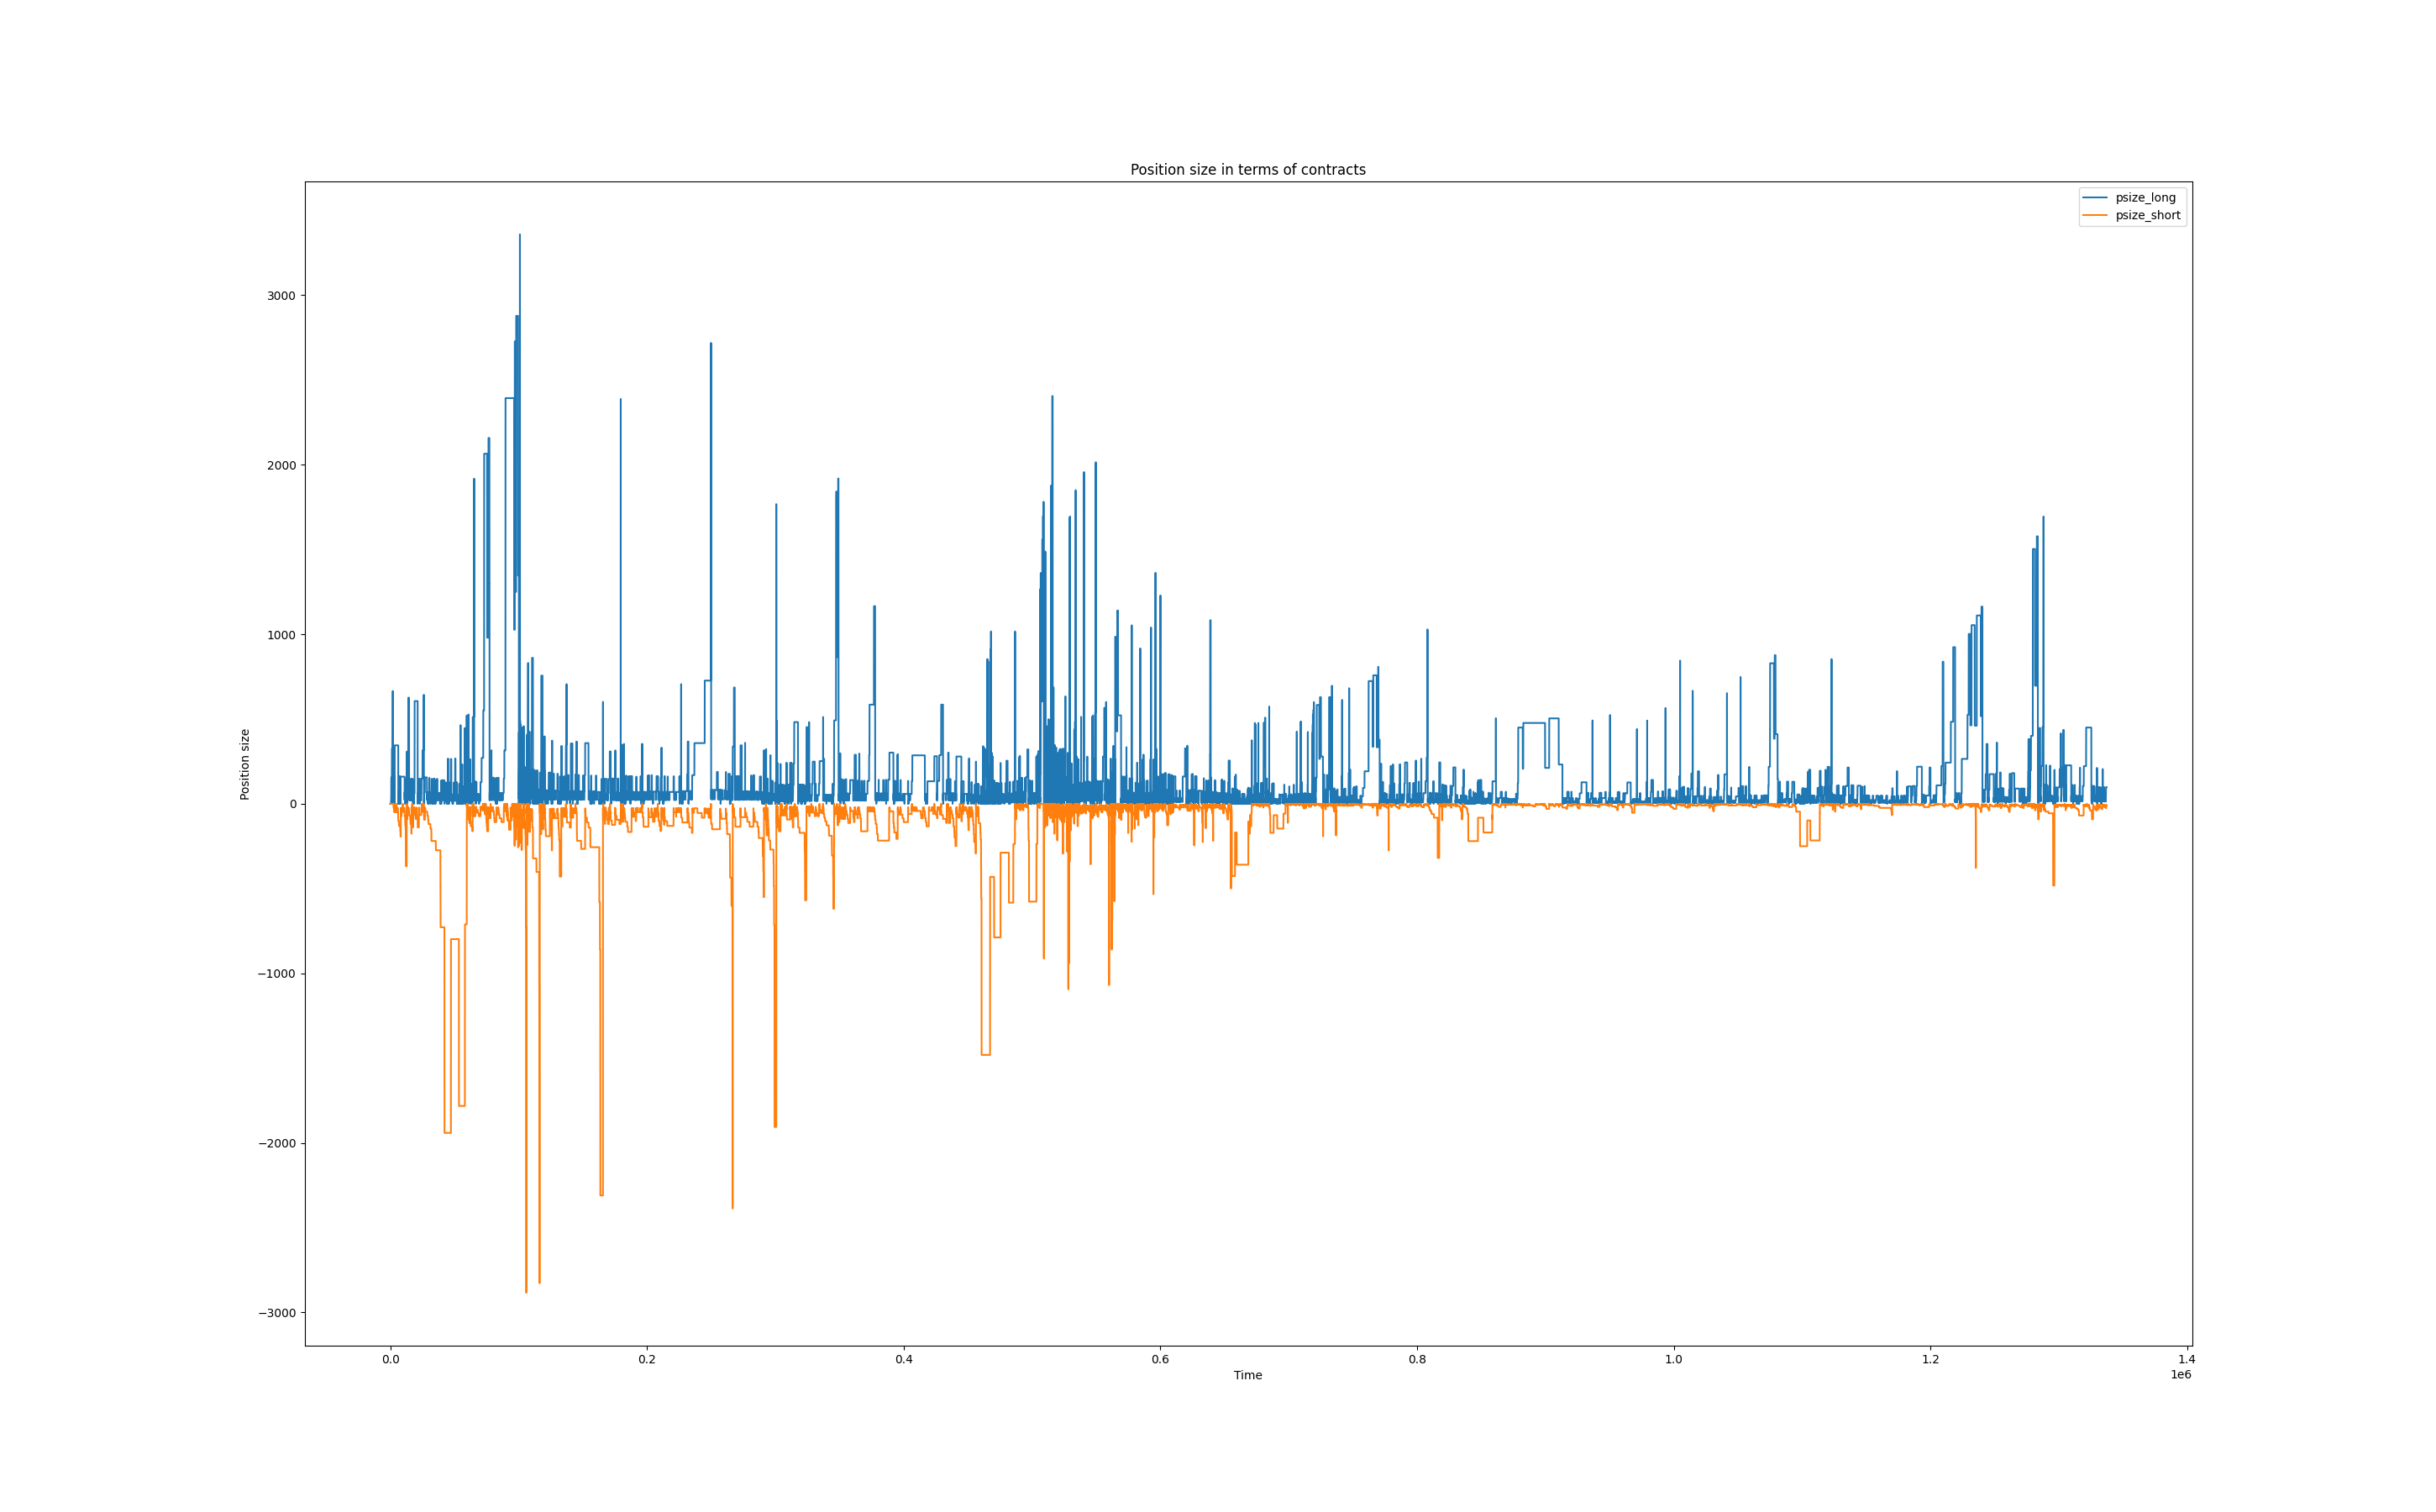 Position size in terms of contracts
psize_long
psize_short
Position size
3000
2000
1000
0
−1000
−2000
−3000
0.0
0.2
0.4
0.6
0.8
1.0
1.2
1.4
1e6
Time